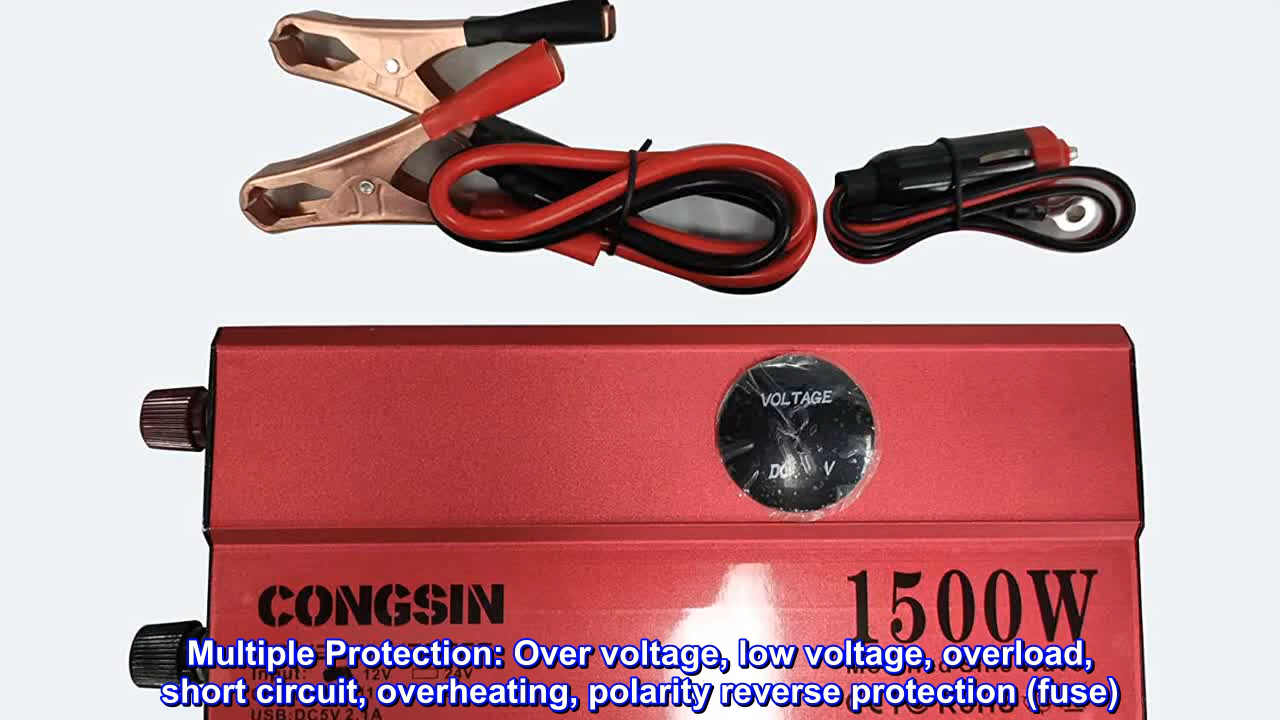 VOLTAGE
DC V
CONGSIN
1500W
Input: 12V 24V
Multiple Protection: Over voltage, low voltage, overload,
short circuit, overheating, polarity reverse protection (fuse)
USB:DC5V 2.1A